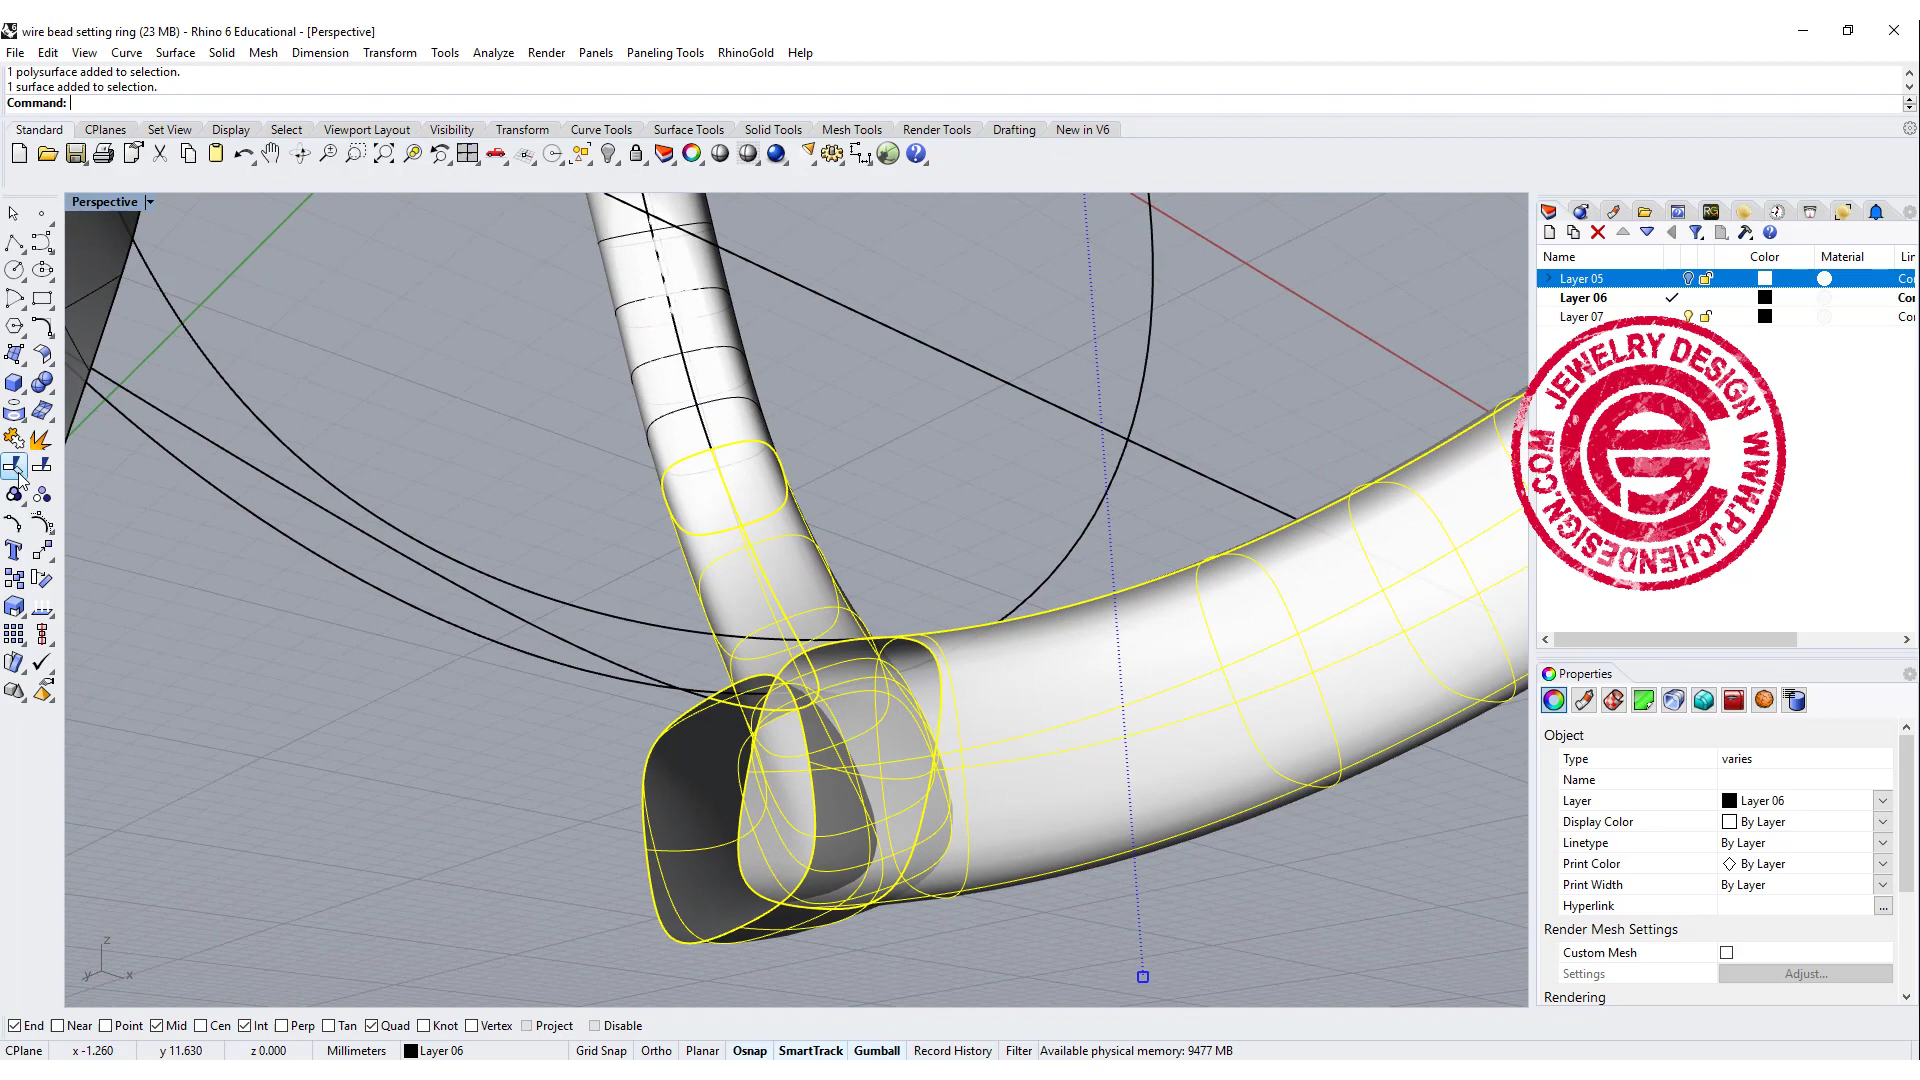 wire bead setting ring (23 MB) - Rhino 6 Educational - [Perspective]
File Edit View Curve Surface Solid Mesh Dimension Transform Tools Analyze Render Panels Paneling Tools RhinoGold Help
1 polysurface added to selection.
1 surface added to selection.
Command:
Standard CPlanes Set View Display Select Viewport Layout Visibility Transform Curve Tools Surface Tools Solid Tools Mesh Tools Render Tools Drafting New in V6
Perspective
Name Color Material Lir
Layer 05 Co
Layer 06 Co
Layer 07
JEWELRY DESIGN
WWW.PJCHENDESIGN.COM
Properties
Object
Type varies
Name
Layer Layer 06
Display Color By Layer
Linetype By Layer
Print Color By Layer
Print Width By Layer
Hyperlink ...
Render Mesh Settings
Custom Mesh
Settings Adjust...
Rendering
z
y x
End Near Point Mid Cen Int Perp Tan Quad Knot Vertex Project Disable
CPlane x -1.260 y 11.630 z 0.000 Millimeters Layer 06 Grid Snap Ortho Planar Osnap SmartTrack Gumball Record History Filter Available physical memory: 9477 MB